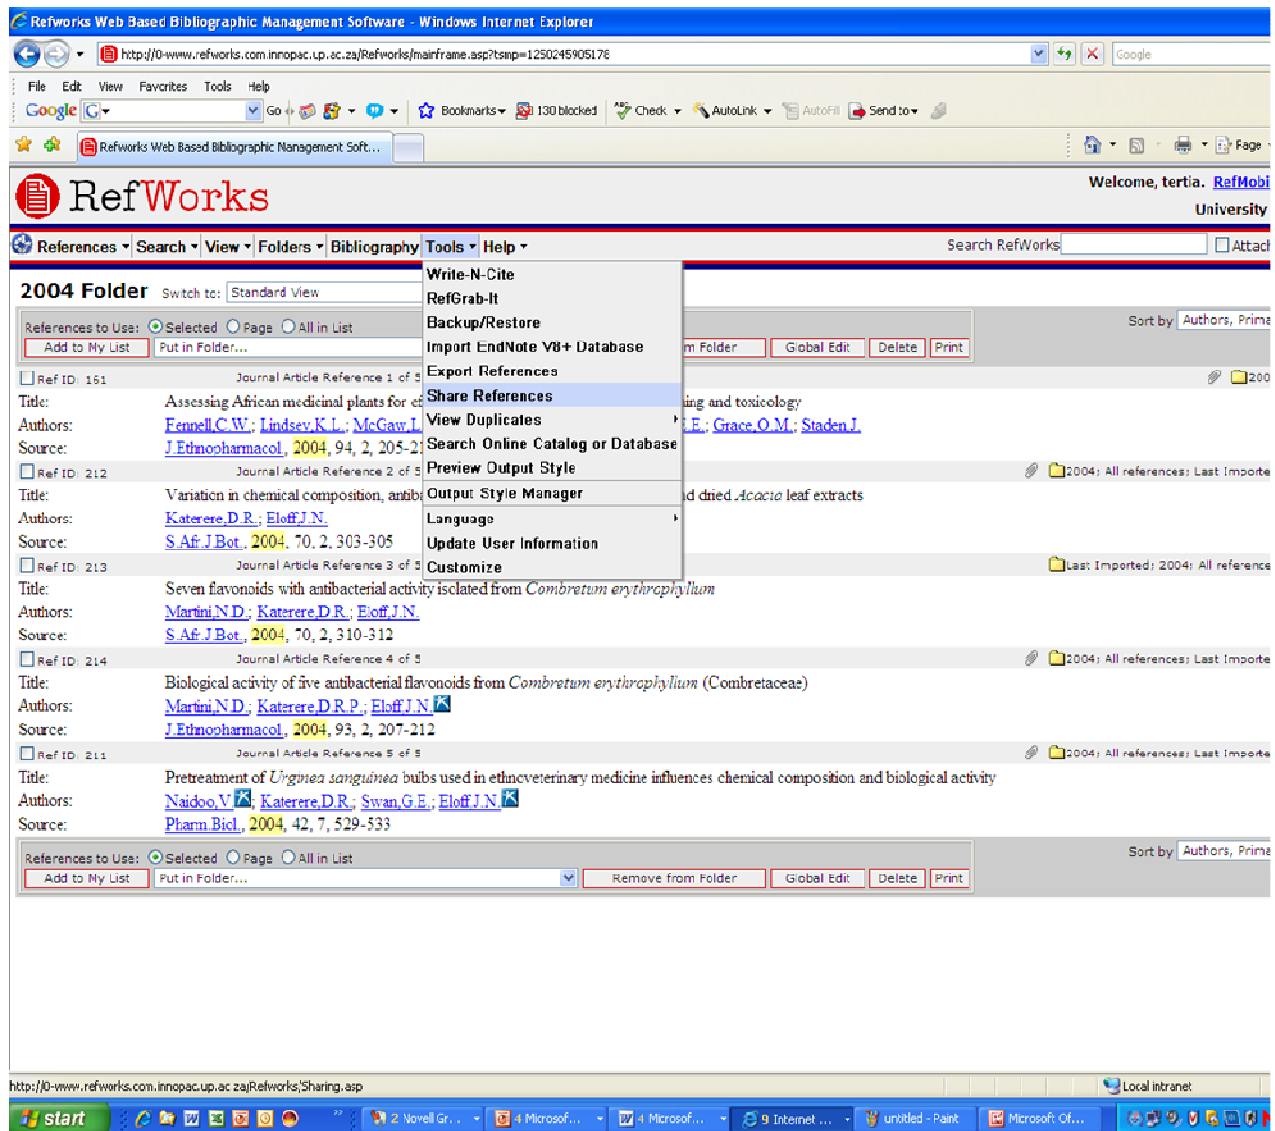 Refworks Web Based Bibliographic Management Software - Windows Internet Explorer
http://0-www.refworks.com.innopac.up.ac.za/Refworks/mainframe.asp?tsmp=1250245905178
Google
File Edit View Favorites Tools Help
Google G Go Bookmarks 130 blocked Check AutoLink AutoFill Send to
Refworks Web Based Bibliographic Management Soft... Page
RefWorks
Welcome, tertia. RefMobi
University
References Search View Folders Bibliography Tools Help Search RefWorks Attach
Write-N-Cite
RefGrab-It
Backup/Restore
Import EndNote V8+ Database
Export References
Share References
View Duplicates
Search Online Catalog or Database
Preview Output Style
Output Style Manager
Language
Update User Information
Customize
2004 Folder Switch to: Standard View
References to Use: Selected Page All in List Sort by Authors, Prima
Add to My List Put in Folder... m Folder Global Edit Delete Print
Ref ID: 161 Journal Article Reference 1 of 5 200
Title: Assessing African medicinal plants for ef ing and toxicology
Authors: Fennell,C.W.; Lindsey,K.L.; McGaw,L .E.; Grace,O.M.; Staden,J.
Source: J.Ethnopharmacol., 2004, 94, 2, 205-21
Ref ID: 212 Journal Article Reference 2 of 5 2004; All references; Last Importe
Title: Variation in chemical composition, antiba d dried Acacia leaf extracts
Authors: Katerere,D.R.; Eloff,J.N.
Source: S.Afr.J.Bot., 2004, 70, 2, 303-305
Ref ID: 213 Journal Article Reference 3 of 5 Last Imported; 2004; All reference
Title: Seven flavonoids with antibacterial activity isolated from Combretum erythrophyllum
Authors: Martini,N.D.; Katerere,D.R.; Eloff,J.N.
Source: S.Afr.J.Bot., 2004, 70, 2, 310-312
Ref ID: 214 Journal Article Reference 4 of 5 2004; All references; Last Importe
Title: Biological activity of five antibacterial flavonoids from Combretum erythrophyllum (Combretaceae)
Authors: Martini,N.D.; Katerere,D.R.P.; Eloff,J.N.
Source: J.Ethnopharmacol., 2004, 93, 2, 207-212
Ref ID: 211 Journal Article Reference 5 of 5 2004; All references; Last Importe
Title: Pretreatment of Urginea sanguinea bulbs used in ethnoveterinary medicine influences chemical composition and biological activity
Authors: Naidoo,V.; Katerere,D.R.; Swan,G.E.; Eloff,J.N.
Source: Pharm.Biol., 2004, 42, 7, 529-533
References to Use: Selected Page All in List Sort by Authors, Prima
Add to My List Put in Folder... Remove from Folder Global Edit Delete Print
http://0-www.refworks.com.innopac.up.ac.za/Refworks/Sharing.asp Local intranet
start 2 Novell Gr... 4 Microsof... 4 Microsof... 9 Internet ... untitled - Paint Microsoft Of...